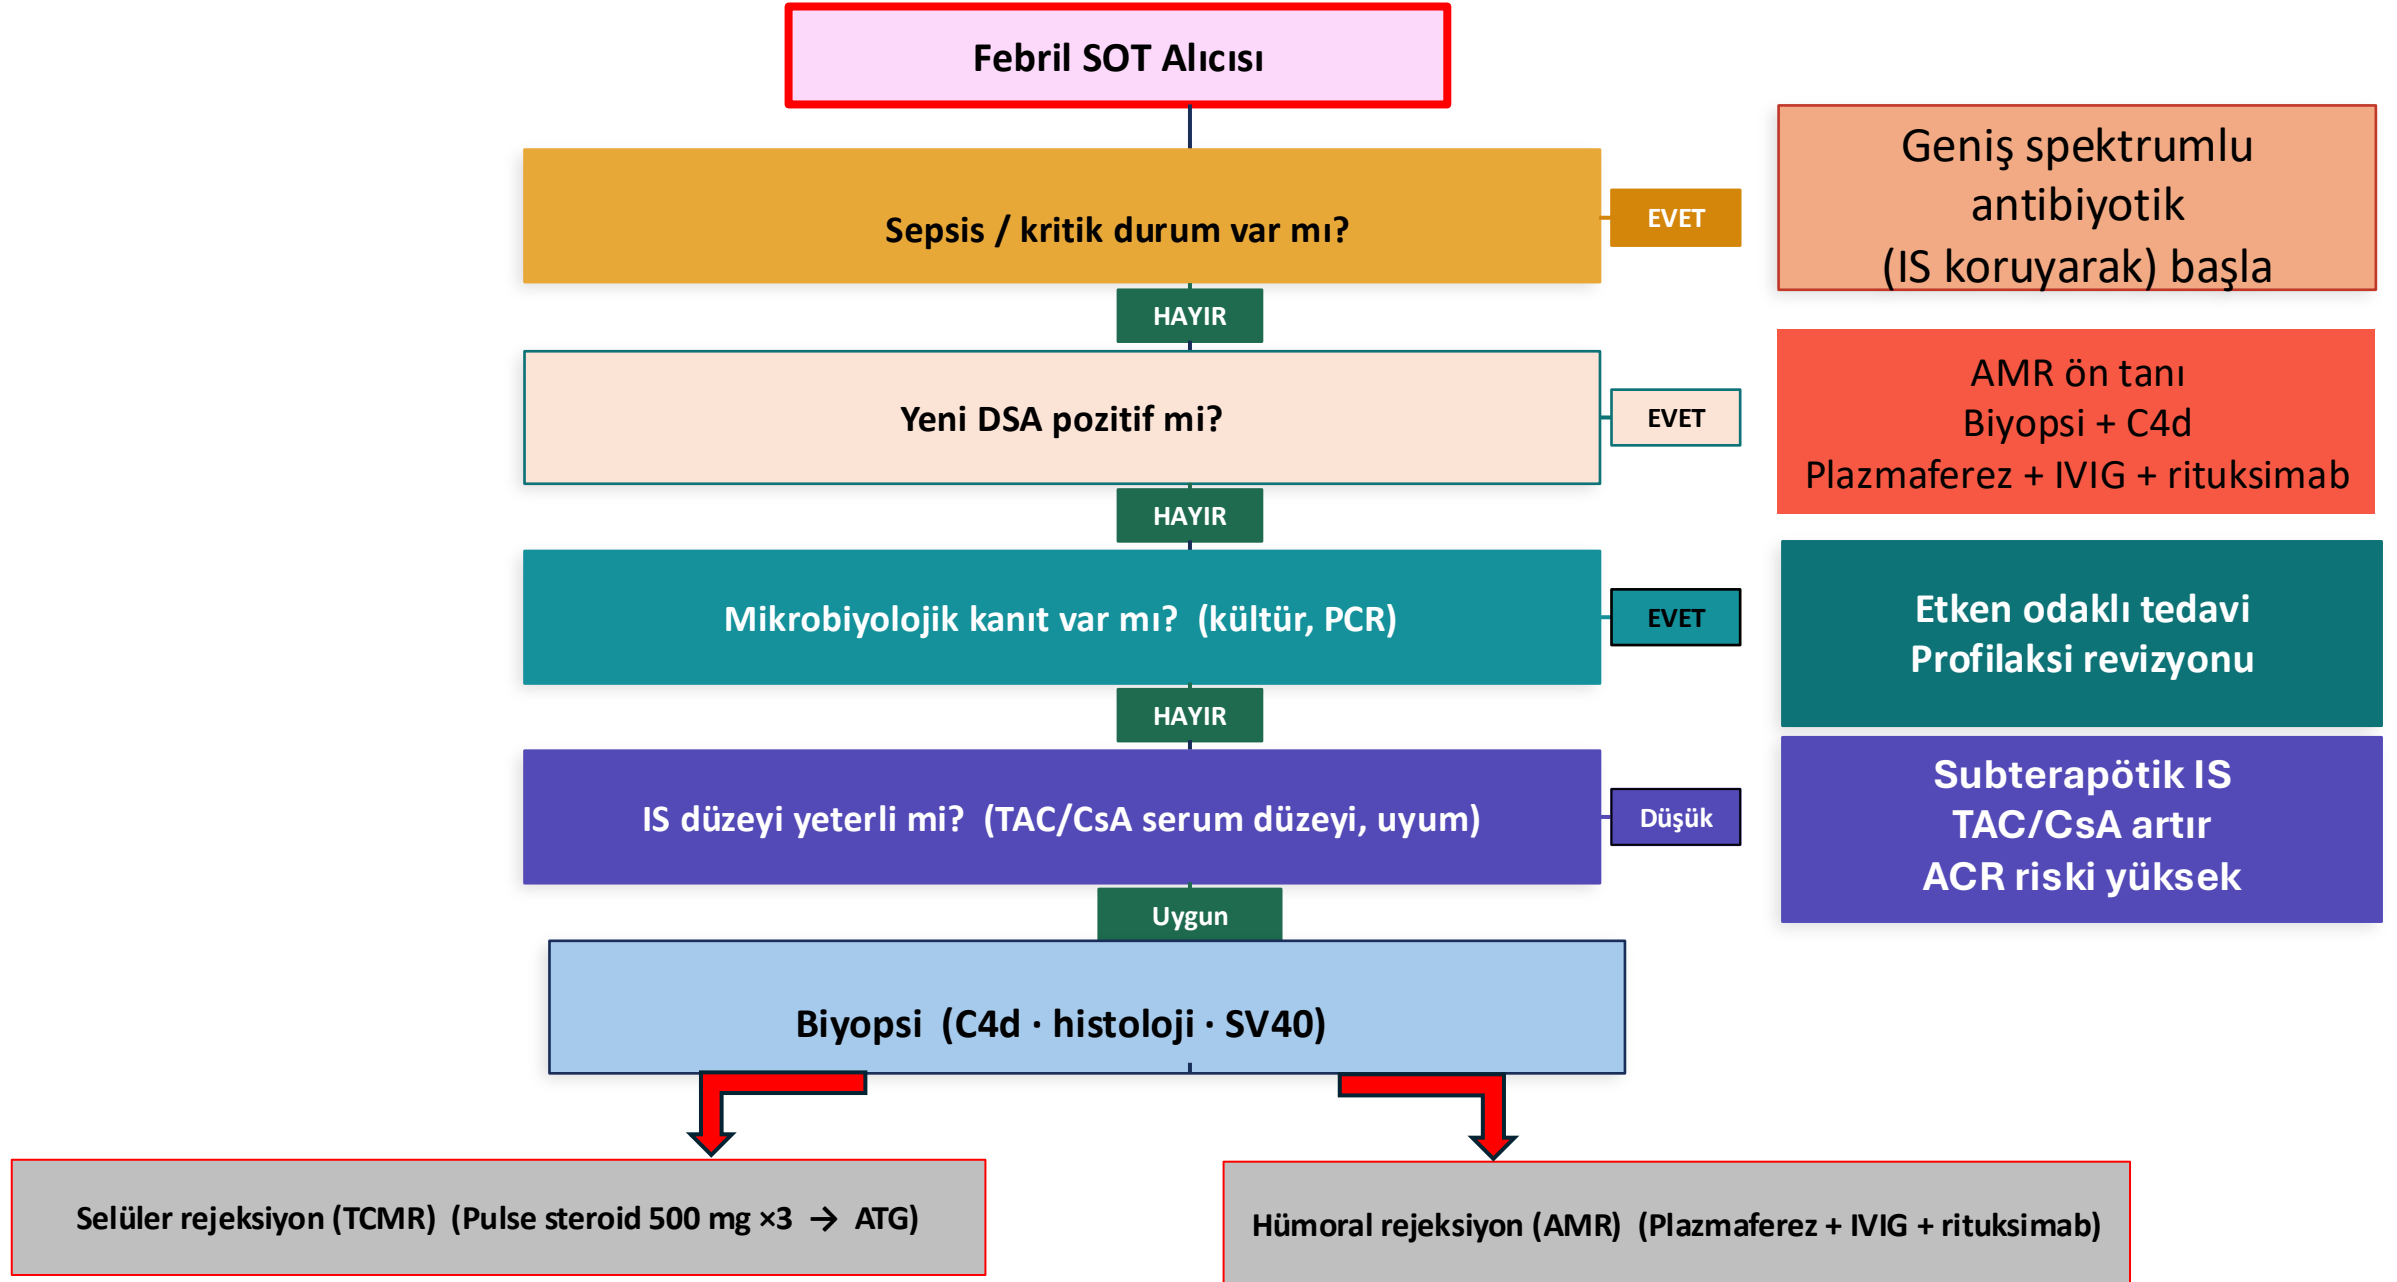 Febril SOT Alıcısı
Sepsis / kritik durum var mı?
EVET
Geniş spektrumlu
antibiyotik
(IS koruyarak) başla
HAYIR
Yeni DSA pozitif mi?
EVET
AMR ön tanı
Biyopsi + C4d
Plazmaferez + IVIG + rituksimab
HAYIR
Mikrobiyolojik kanıt var mı? (kültür, PCR)
EVET
Etken odaklı tedavi
Profilaksi revizyonu
HAYIR
IS düzeyi yeterli mi? (TAC/CsA serum düzeyi, uyum)
Düşük
Subterapötik IS
TAC/CsA artır
ACR riski yüksek
Uygun
Biyopsi (C4d · histoloji · SV40)
Selüler rejeksiyon (TCMR) (Pulse steroid 500 mg ×3 → ATG)
Hümoral rejeksiyon (AMR) (Plazmaferez + IVIG + rituksimab)